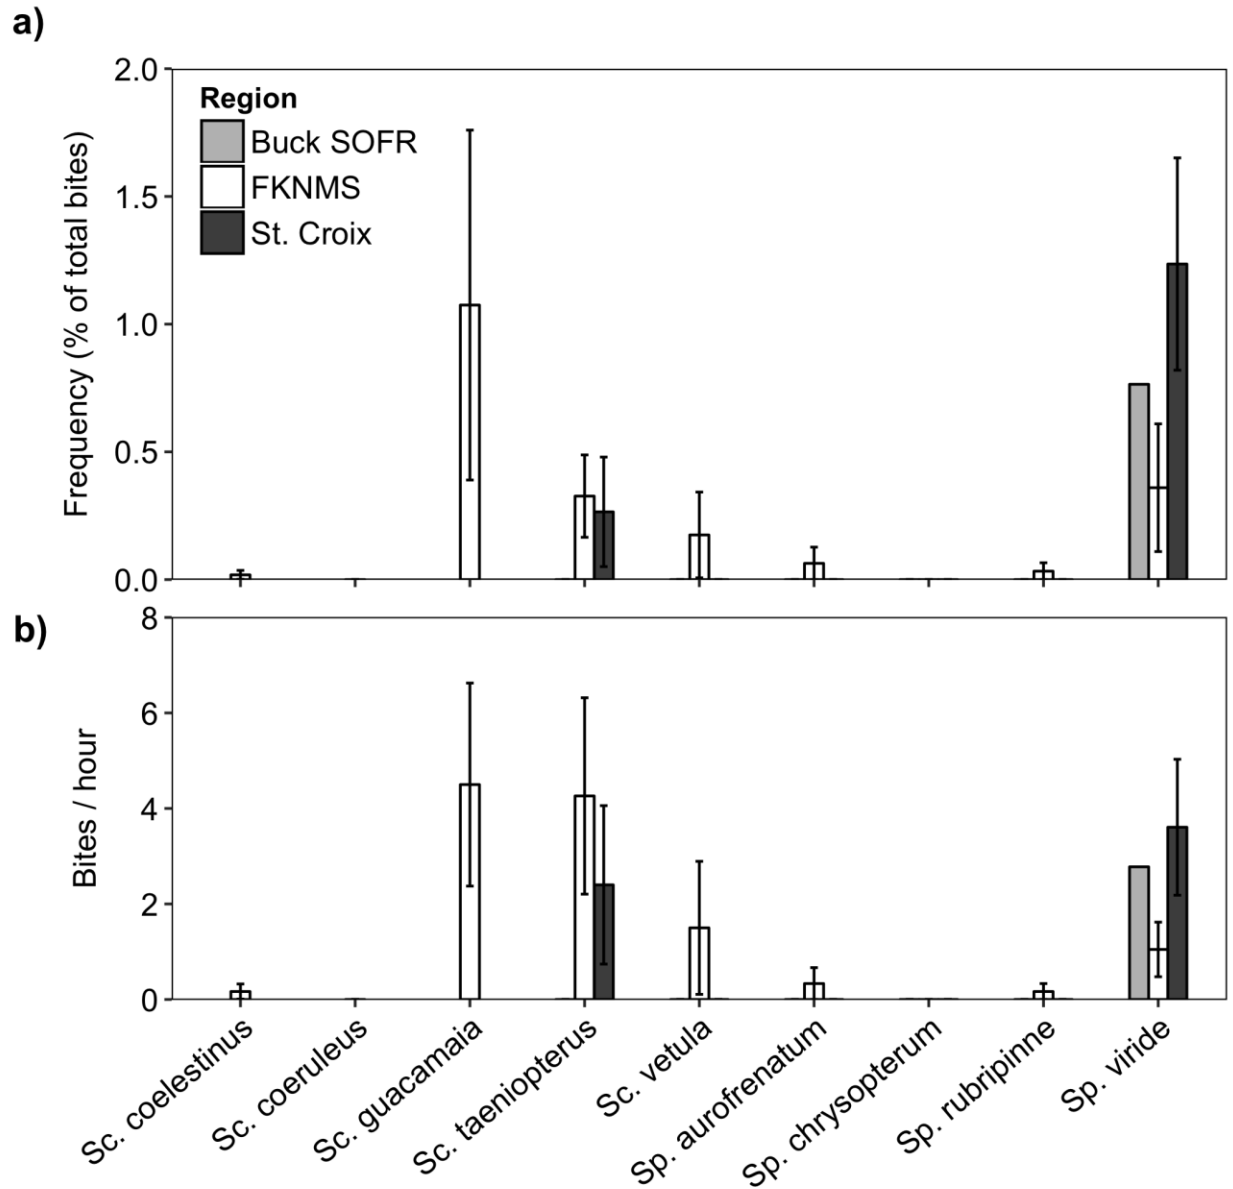 a)
Frequency (% of total bites)
2.0
1.5
1.0
0.5
0.0
Region
Buck SOFR
FKNMS
St. Croix
b)
Bites / hour
8
6
4
2
0
Sc. coelestinus
Sc. coeruleus
Sc. guacamaia
Sc. taeniopterus
Sc. vetula
Sp. aurofrenatum
Sp. chrysopterum
Sp. rubripinne
Sp. viride